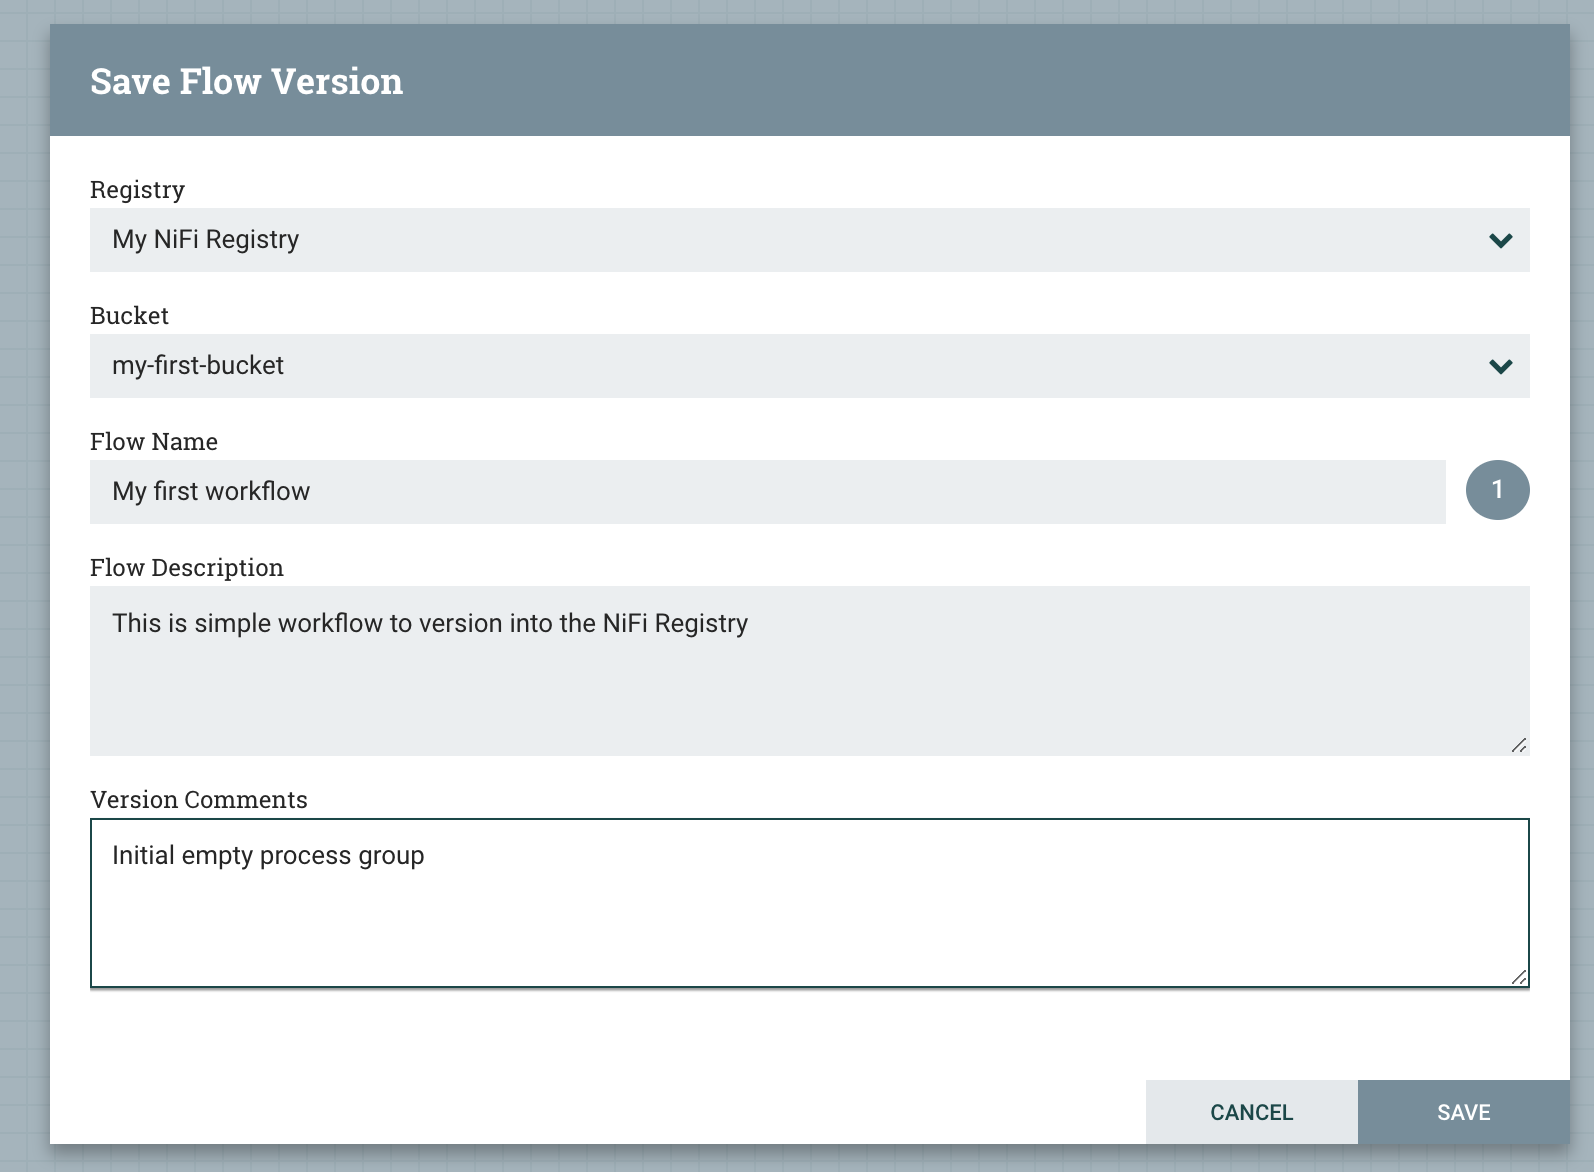 Save Flow Version
Registry
My NiFi Registry
Bucket
my-first-bucket
Flow Name
My first workflow
1
Flow Description
This is simple workflow to version into the NiFi Registry
Version Comments
Initial empty process group
CANCEL
SAVE